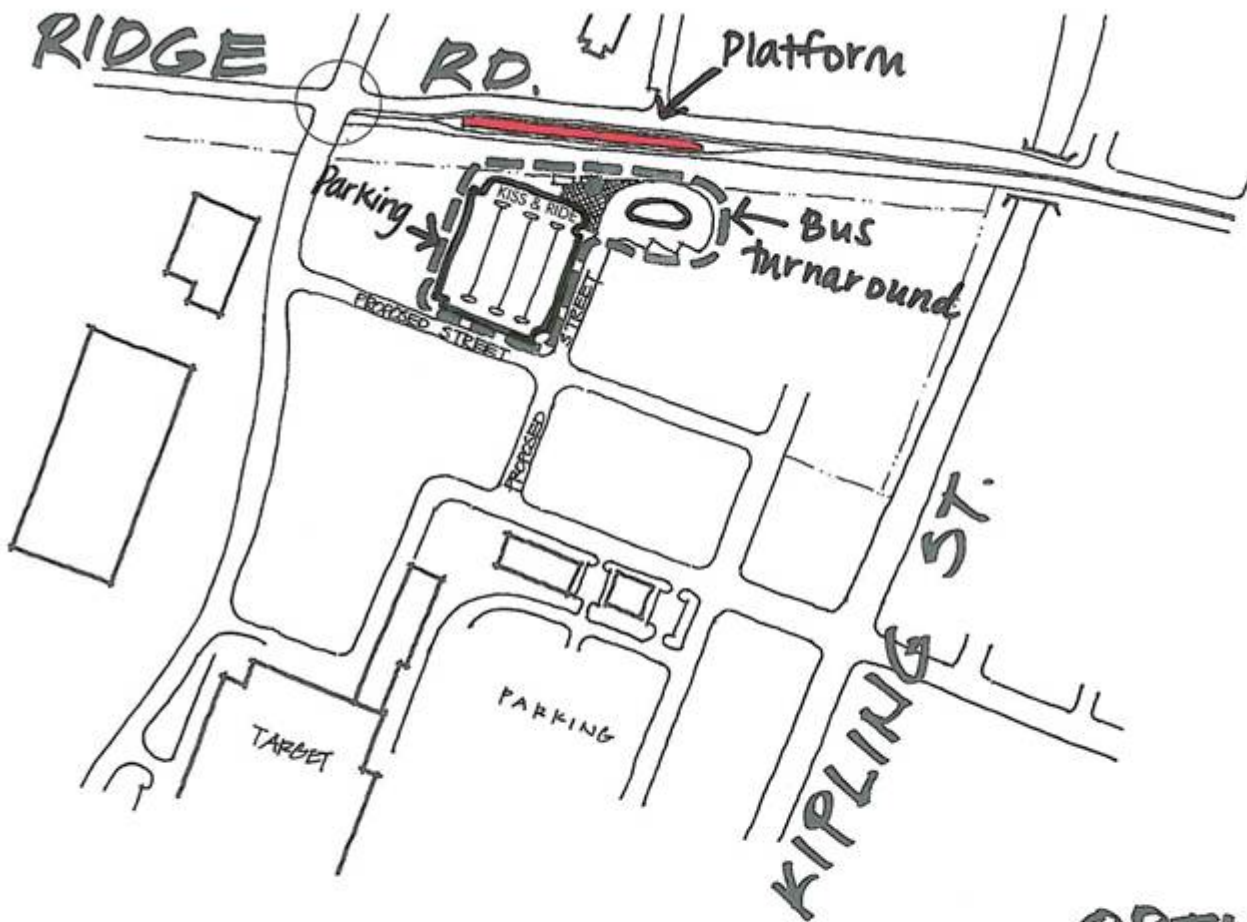 RIDGE RD.
Platform
Parking
KISS & RIDE
Bus
turnaround
PROPOSED STREET
PROPOSED STREET
ST.
KIPLING
PARKING
TARGET